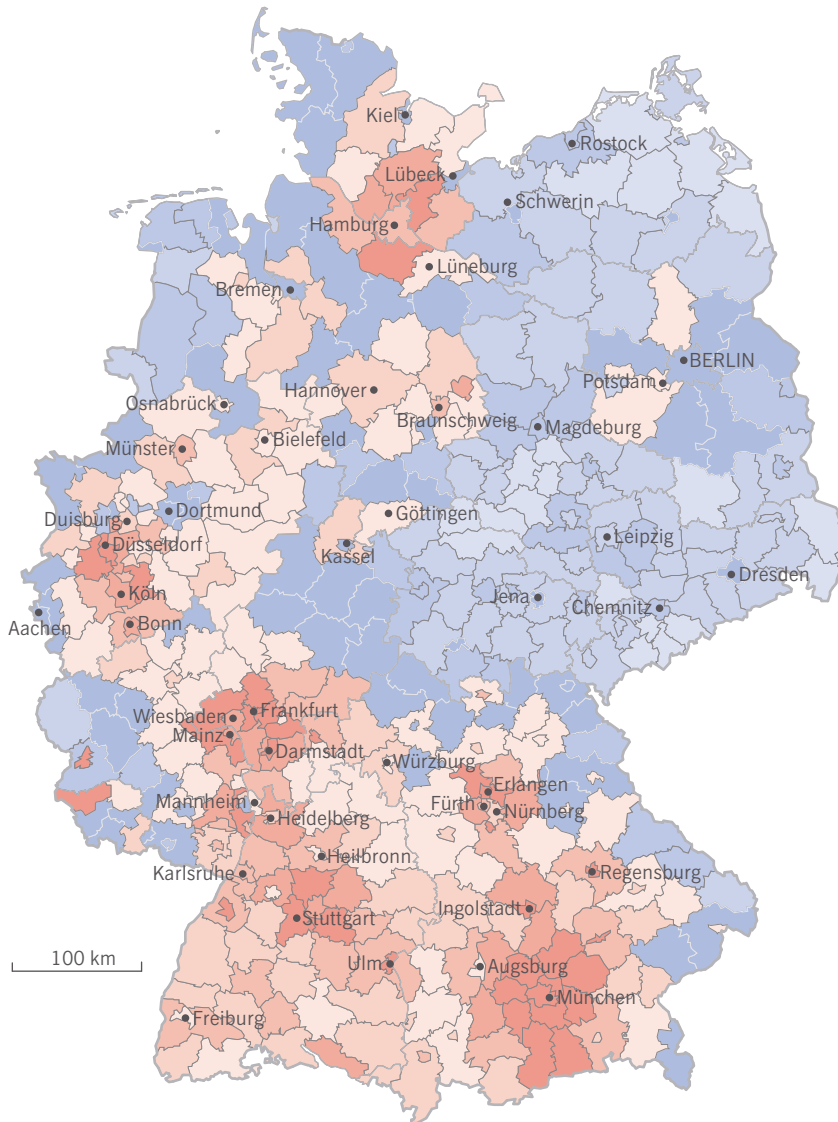 Kiel
Rostock
Lübeck
Schwerin
Hamburg
Lüneburg
Bremen
BERLIN
Potsdam
Hannover
Osnabrück
Braunschweig
Magdeburg
Bielefeld
Münster
Göttingen
Dortmund
Duisburg
Leipzig
Düsseldorf
Kassel
Dresden
Köln
Jena
Chemnitz
Aachen
Bonn
Frankfurt
Wiesbaden
Mainz
Darmstadt
Würzburg
Erlangen
Mannheim
Fürth
Nürnberg
Heidelberg
Heilbronn
Karlsruhe
Regensburg
Ingolstadt
Stuttgart
100 km
Ulm
Augsburg
München
Freiburg